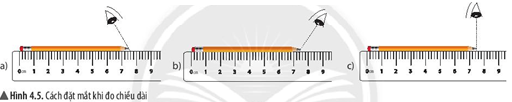 a) 0 cm 1 2 3 4 5 6 7 8 9
b) 0 cm 1 2 3 4 5 6 7 8 9
c) 0 cm 1 2 3 4 5 6 7 8 9
▲ Hình 4.5. Cách đặt mắt khi đo chiều dài